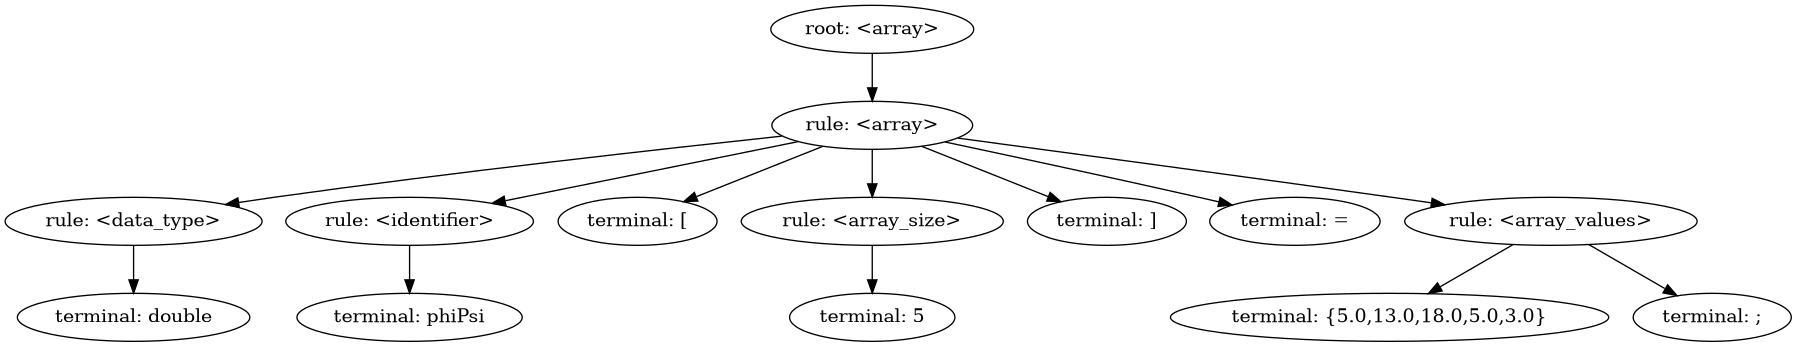 root: <array>
rule: <array>
rule: <data_type>
rule: <identifier>
terminal: [
rule: <array_size>
terminal: ]
terminal: =
rule: <array_values>
terminal: double
terminal: phiPsi
terminal: 5
terminal: {5.0,13.0,18.0,5.0,3.0}
terminal: ;